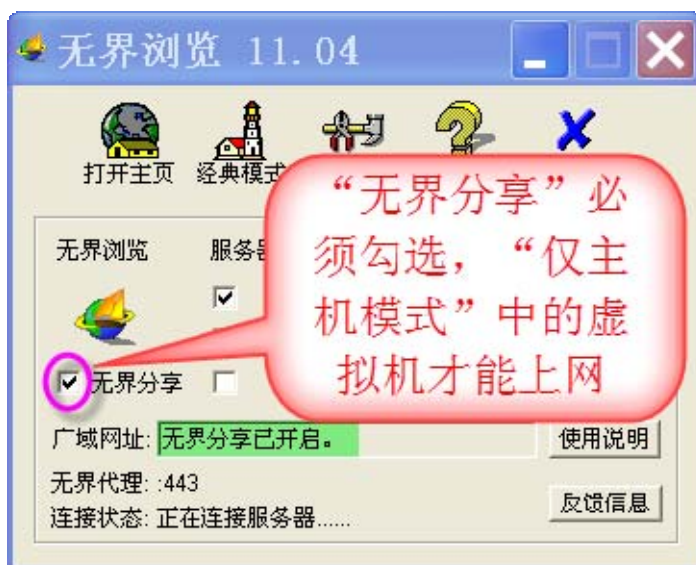 无界浏览 11.04
打开主页 经典模式
“无界分享”必
须勾选，“仅主
机模式”中的虚
拟机才能上网
无界浏览 服务器
无界分享
广域网址: 无界分享已开启。 使用说明
无界代理: :443
反馈信息
连接状态: 正在连接服务器......